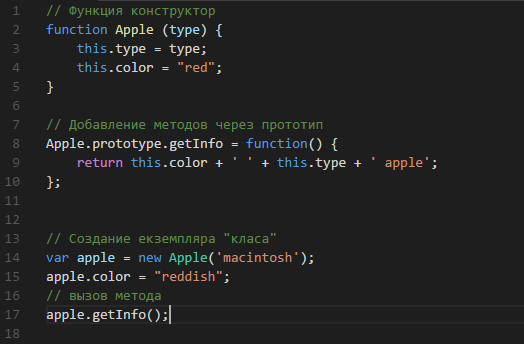 1 // Функция конструктор
2 function Apple (type) {
3     this.type = type;
4     this.color = "red";
5 }
6
7 // Добавление методов через прототип
8 Apple.prototype.getInfo = function() {
9     return this.color + ' ' + this.type + ' apple';
10 };
11
12
13 // Создание екземпляра "класа"
14 var apple = new Apple('macintosh');
15 apple.color = "reddish";
16 // вызов метода
17 apple.getInfo();
18